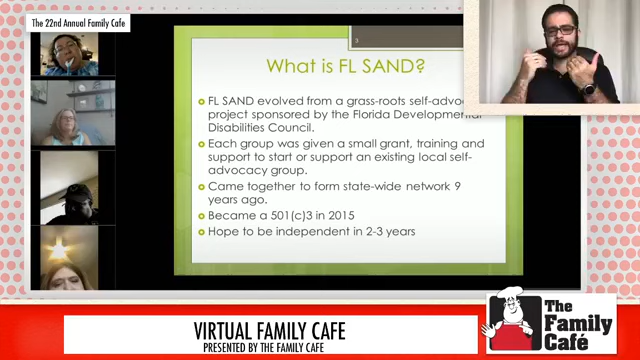 The 22nd Annual Family Cafe
3
What is FL SAND?
FL SAND evolved from a grass-roots self-advoc
project sponsored by the Florida Developmental
Disabilities Council.
Each group was given a small grant, training and
support to start or support an existing local self-
advocacy group.
Came together to form state-wide network 9
years ago.
Became a 501(c)3 in 2015
Hope to be independent in 2-3 years
VIRTUAL FAMILY CAFE
PRESENTED BY THE FAMILY CAFE
The
Family
Café